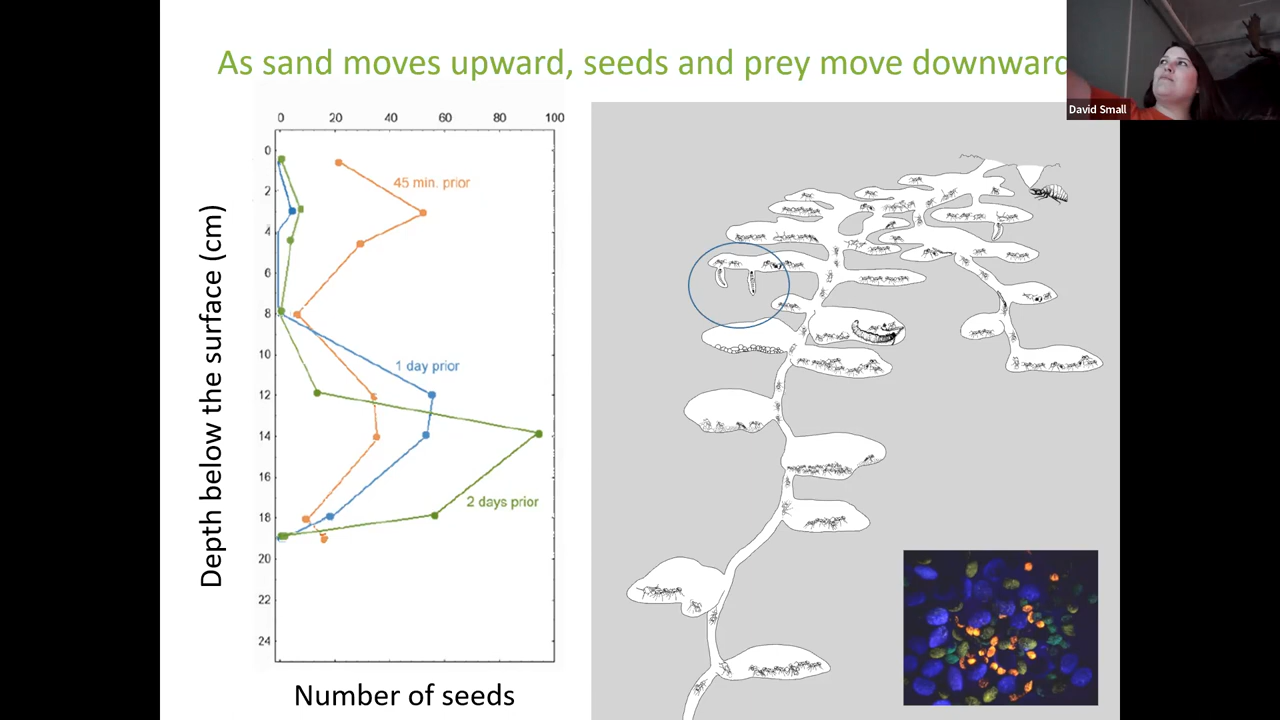 As sand moves upward, seeds and prey move downward
David Small
0 20 40 60 80 100
0
2
4
6
8
10
12
14
16
18
20
22
24
45 min. prior
1 day prior
2 days prior
Depth below the surface (cm)
Number of seeds